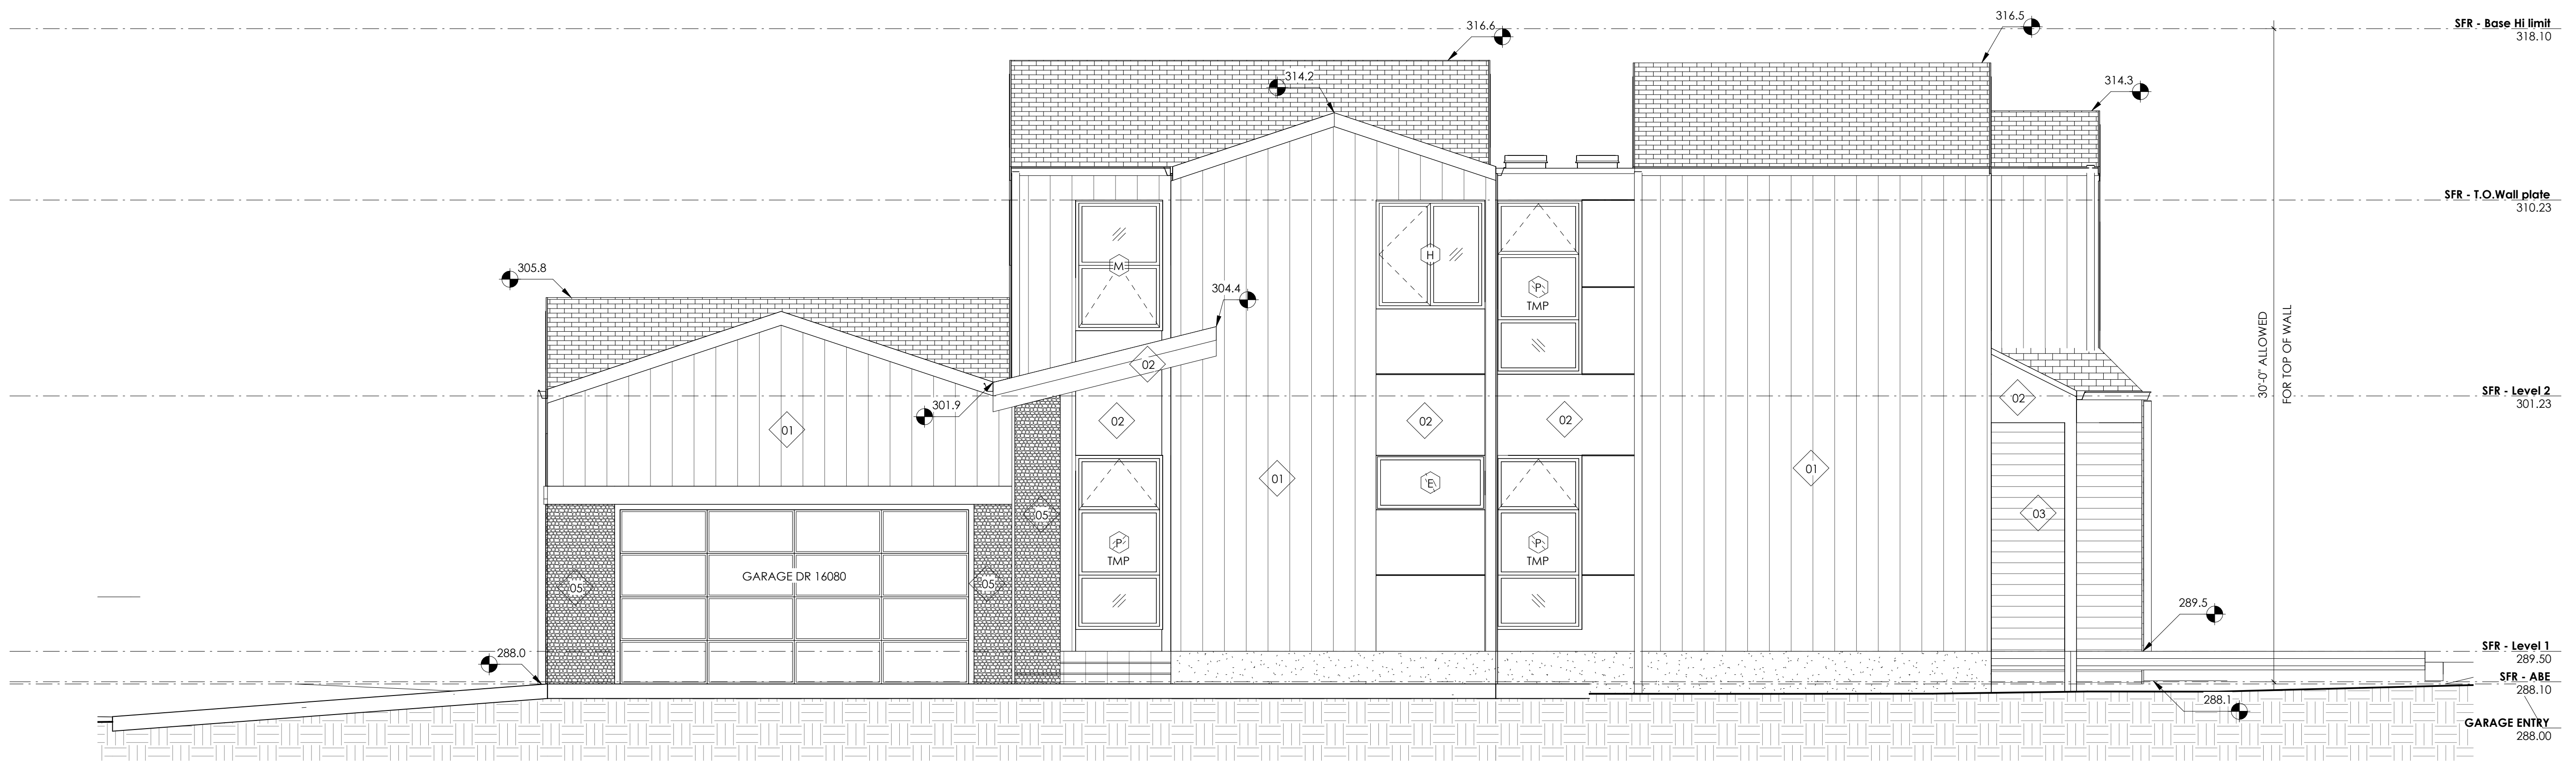 316.6
316.5
SFR - Base Hi limit
318.10
314.2
314.3
SFR - T.O.Wall plate
310.23
305.8
M
H
P
TMP
304.4
30'-0" ALLOWED
FOR TOP OF WALL
02
SFR - Level 2
301.23
301.9
01
02
02
02
02
01
01
E
05
03
P
TMP
P
TMP
GARAGE DR 16080
05
05
289.5
288.0
SFR - Level 1
289.50
SFR - ABE
288.10
288.1
GARAGE ENTRY
288.00